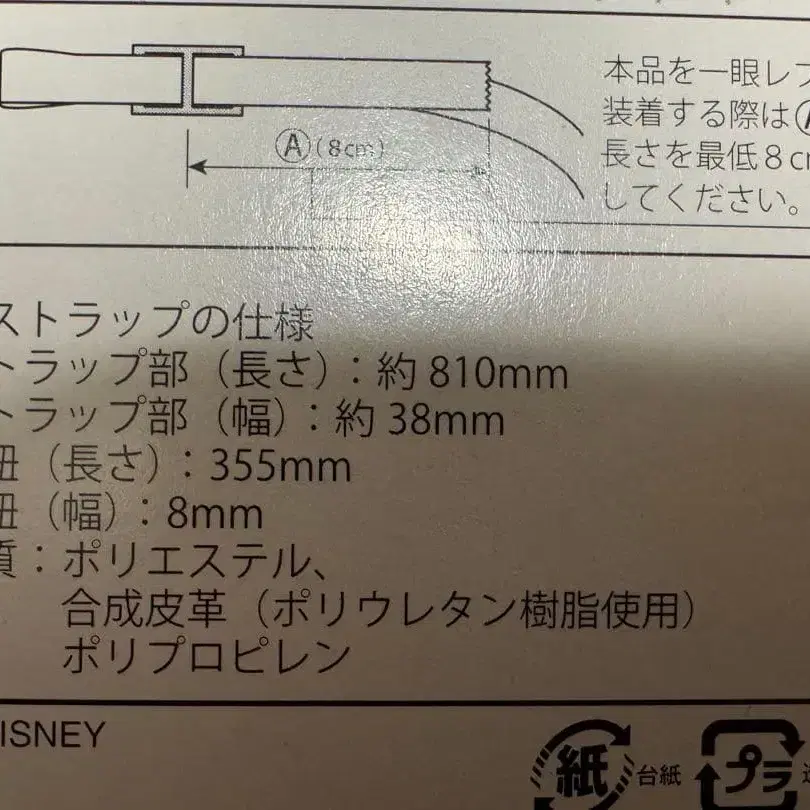 本品を一眼レフ
装着する際は
Ⓐ(8cm)
長さを最低8cm
してください。
ストラップの仕様
トラップ部（長さ）：約810mm
トラップ部（幅）：約38mm
紐（長さ）：355mm
紐（幅）：8mm
質：ポリエステル、
合成皮革（ポリウレタン樹脂使用）
ポリプロピレン
ISNEY
紙 台紙
プラ